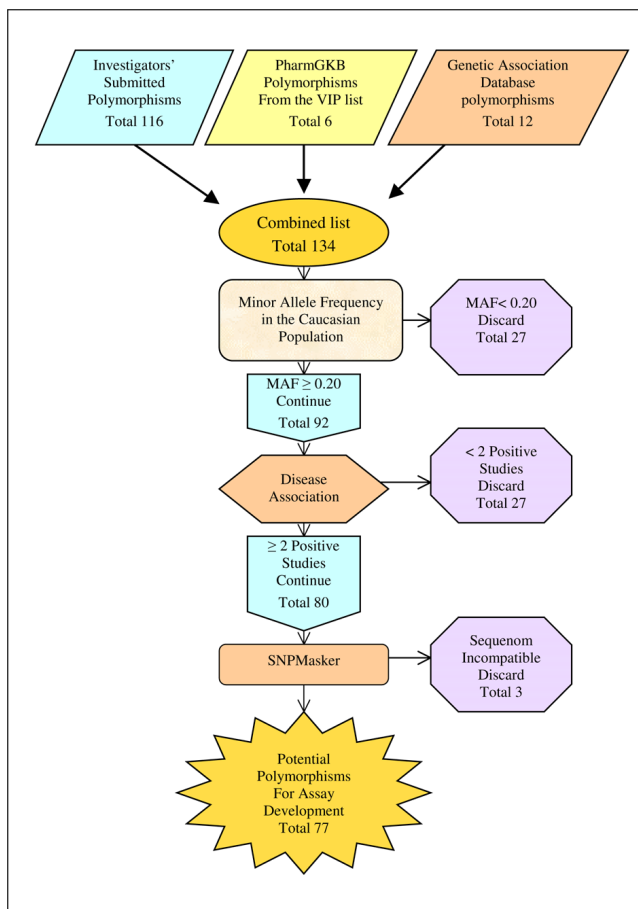 Investigators'
Submitted
Polymorphisms
Total 116
PharmGKB
Polymorphisms
From the VIP list
Total 6
Genetic Association
Database
polymorphisms
Total 12
Combined list
Total 134
Minor Allele Frequency
in the Caucasian
Population
MAF< 0.20
Discard
Total 27
MAF ≥ 0.20
Continue
Total 92
Disease
Association
< 2 Positive
Studies
Discard
Total 27
≥ 2 Positive
Studies
Continue
Total 80
SNPMasker
Sequenom
Incompatible
Discard
Total 3
Potential
Polymorphisms
For Assay
Development
Total 77